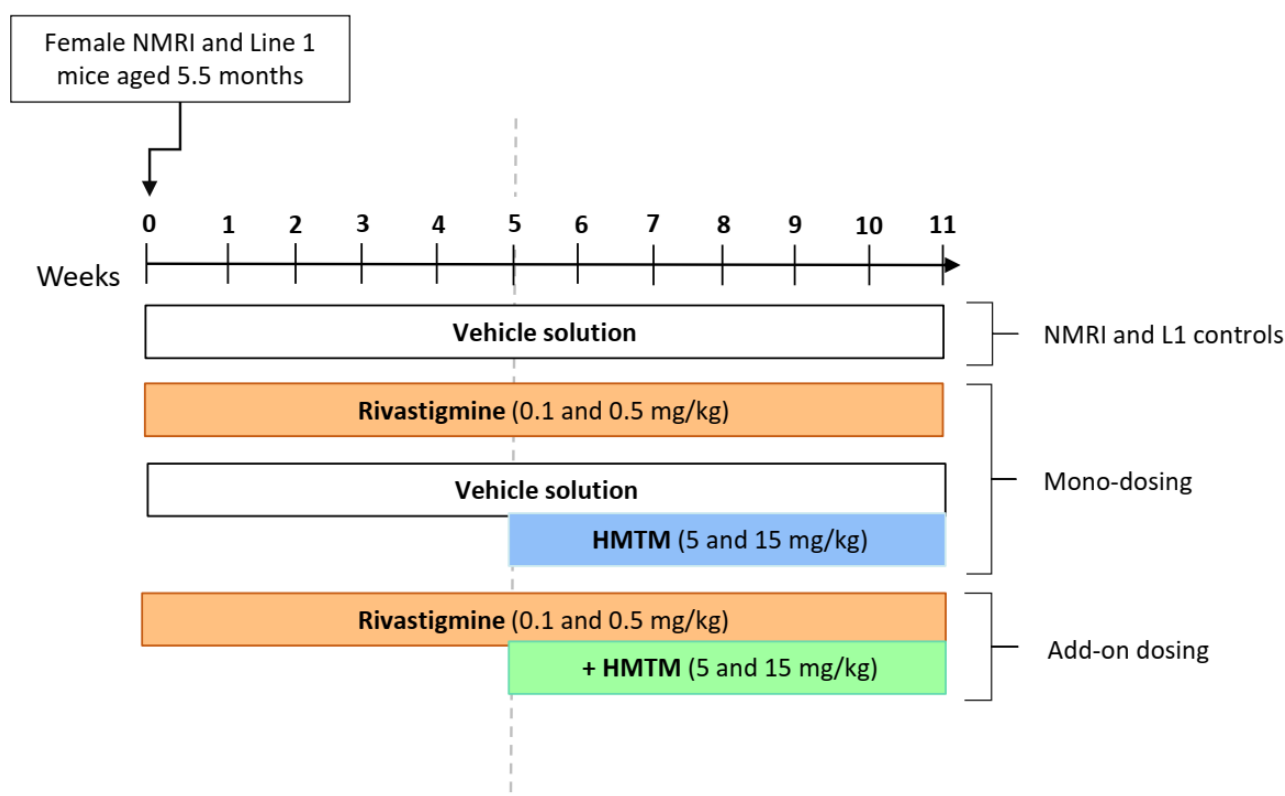 Female NMRI and Line 1
mice aged 5.5 months
0 1 2 3 4 5 6 7 8 9 10 11
Weeks
Vehicle solution
NMRI and L1 controls
Rivastigmine (0.1 and 0.5 mg/kg)
Vehicle solution
Mono-dosing
HMTM (5 and 15 mg/kg)
Rivastigmine (0.1 and 0.5 mg/kg)
Add-on dosing
+ HMTM (5 and 15 mg/kg)